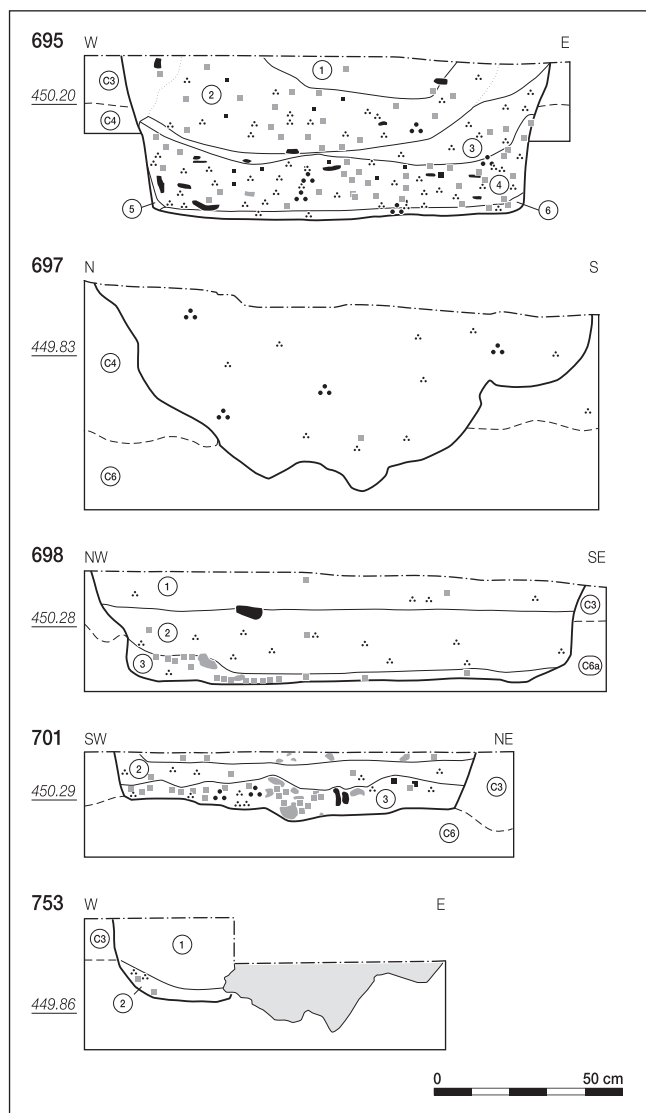 695 W E
C3 1
450.20 2
C4
3
4
5 6
697 N S
449.83
C4
C6
698 NW SE
1
C3
450.28
2
3 C6a
701 SW NE
2
450.29 C3
3
C6
753 W E
C3 1
449.86 2
0 50 cm